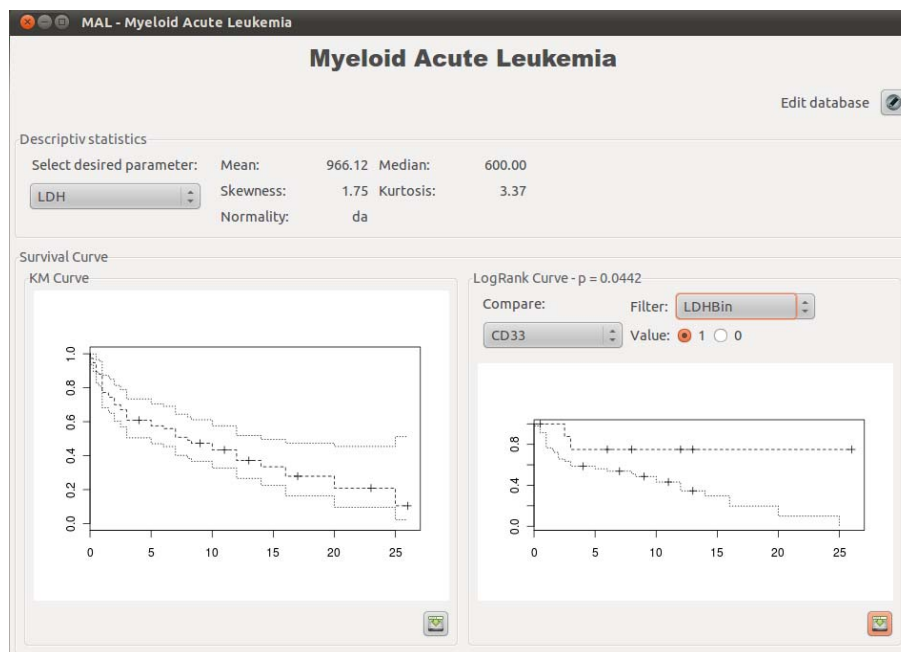 MAL - Myeloid Acute Leukemia
Myeloid Acute Leukemia
Edit database
Descriptiv statistics
Select desired parameter: Mean: 966.12 Median: 600.00
LDH Skewness: 1.75 Kurtosis: 3.37
Normality: da
Survival Curve
KM Curve
1.0
0.8
0.6
0.4
0.2
0.0
0 5 10 15 20 25
LogRank Curve - p = 0.0442
Compare: Filter: LDHBin
CD33 Value: 1 0
0.8
0.4
0.0
0 5 10 15 20 25